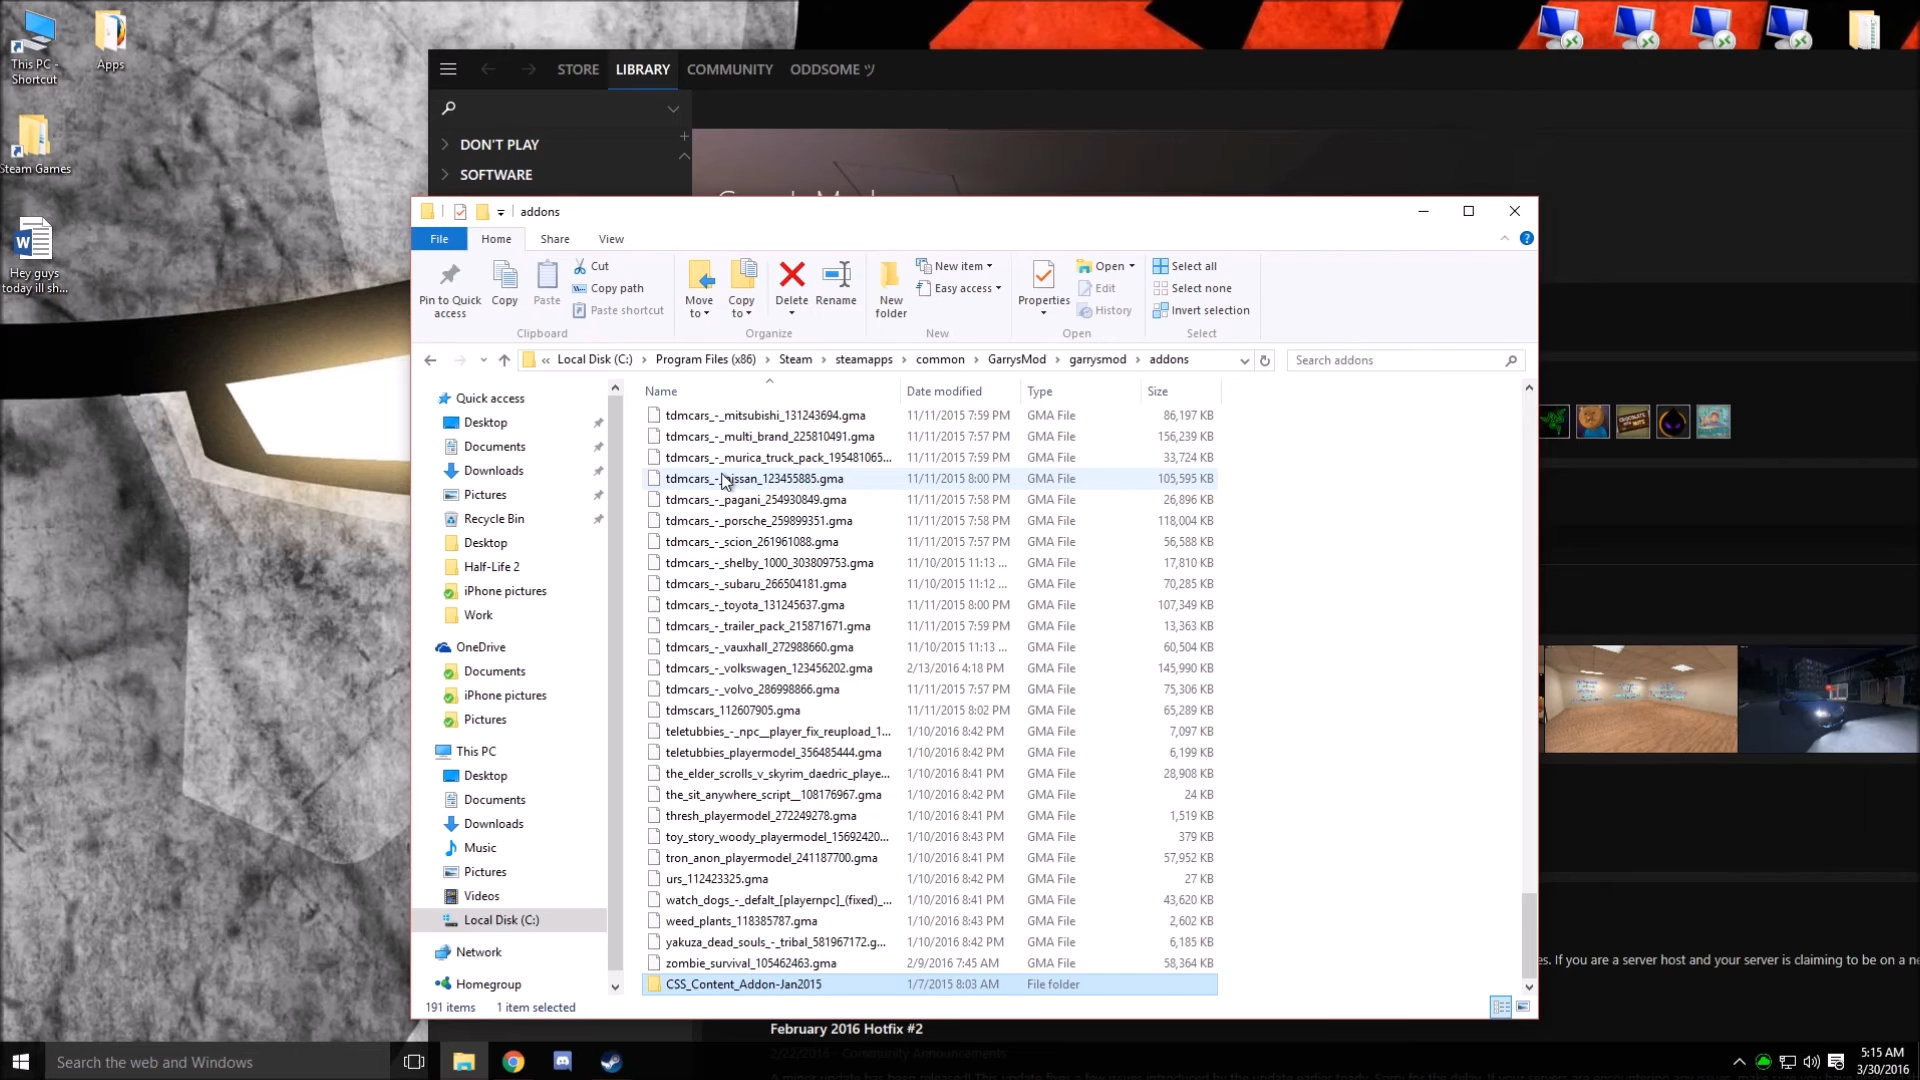 This PC -
Shortcut
Apps
Steam Games
Hey guys
today ill sh...
STORE LIBRARY COMMUNITY ODDSOME ツ
DON'T PLAY
SOFTWARE
addons
File Home Share View
Pin to Quick
access
Copy
Paste
Cut
Copy path
Paste shortcut
Clipboard
Move
to
Copy
to
Delete
Rename
Organize
New
folder
New item
Easy access
New
Properties
Open
Edit
History
Open
Select all
Select none
Invert selection
Select
« Local Disk (C:) > Program Files (x86) > Steam > steamapps > common > GarrysMod > garrysmod > addons
Search addons
Quick access
Desktop
Documents
Downloads
Pictures
Recycle Bin
Desktop
Half-Life 2
iPhone pictures
Work
OneDrive
Documents
iPhone pictures
Pictures
This PC
Desktop
Documents
Downloads
Music
Pictures
Videos
Local Disk (C:)
Network
Homegroup
Name Date modified Type Size
tdmcars_-_mitsubishi_131243694.gma 11/11/2015 7:59 PM GMA File 86,197 KB
tdmcars_-_multi_brand_225810491.gma 11/11/2015 7:57 PM GMA File 156,239 KB
tdmcars_-_murica_truck_pack_195481065... 11/11/2015 7:59 PM GMA File 33,724 KB
tdmcars_-_nissan_123455885.gma 11/11/2015 8:00 PM GMA File 105,595 KB
tdmcars_-_pagani_254930849.gma 11/11/2015 7:58 PM GMA File 26,896 KB
tdmcars_-_porsche_259899351.gma 11/11/2015 7:58 PM GMA File 118,004 KB
tdmcars_-_scion_261961088.gma 11/11/2015 7:57 PM GMA File 56,588 KB
tdmcars_-_shelby_1000_303809753.gma 11/10/2015 11:13 ... GMA File 17,810 KB
tdmcars_-_subaru_266504181.gma 11/10/2015 11:12 ... GMA File 70,285 KB
tdmcars_-_toyota_131245637.gma 11/11/2015 8:00 PM GMA File 107,349 KB
tdmcars_-_trailer_pack_215871671.gma 11/11/2015 7:59 PM GMA File 13,363 KB
tdmcars_-_vauxhall_272988660.gma 11/10/2015 11:13 ... GMA File 60,504 KB
tdmcars_-_volkswagen_123456202.gma 2/13/2016 4:18 PM GMA File 145,990 KB
tdmcars_-_volvo_286998866.gma 11/11/2015 7:57 PM GMA File 75,306 KB
tdmscars_112607905.gma 11/11/2015 8:02 PM GMA File 65,289 KB
teletubbies_-_npc__player_fix_reupload_1... 1/10/2016 8:42 PM GMA File 7,097 KB
teletubbies_playermodel_356485444.gma 1/10/2016 8:42 PM GMA File 6,199 KB
the_elder_scrolls_v_skyrim_daedric_playe... 1/10/2016 8:41 PM GMA File 28,908 KB
the_sit_anywhere_script__108176967.gma 1/10/2016 8:42 PM GMA File 24 KB
thresh_playermodel_272249278.gma 1/10/2016 8:41 PM GMA File 1,519 KB
toy_story_woody_playermodel_15692420... 1/10/2016 8:43 PM GMA File 379 KB
tron_anon_playermodel_241187700.gma 1/10/2016 8:41 PM GMA File 57,952 KB
urs_112423325.gma 1/10/2016 8:42 PM GMA File 27 KB
watch_dogs_-_defalt_[playernpc]_(fixed)_... 1/10/2016 8:42 PM GMA File 43,620 KB
weed_plants_118385787.gma 1/10/2016 8:43 PM GMA File 2,602 KB
yakuza_dead_souls_-_tribal_581967172.g... 1/10/2016 8:42 PM GMA File 6,185 KB
zombie_survival_105462463.gma 2/9/2016 7:45 AM GMA File 58,364 KB
CSS_Content_Addon-Jan2015 1/7/2015 8:03 AM File folder
191 items 1 item selected
es. If you are a server host and your server is claiming to be on a ne
February 2016 Hotfix #2
2/22/2016 - Community Announcements
Search the web and Windows
5:15 AM
3/30/2016